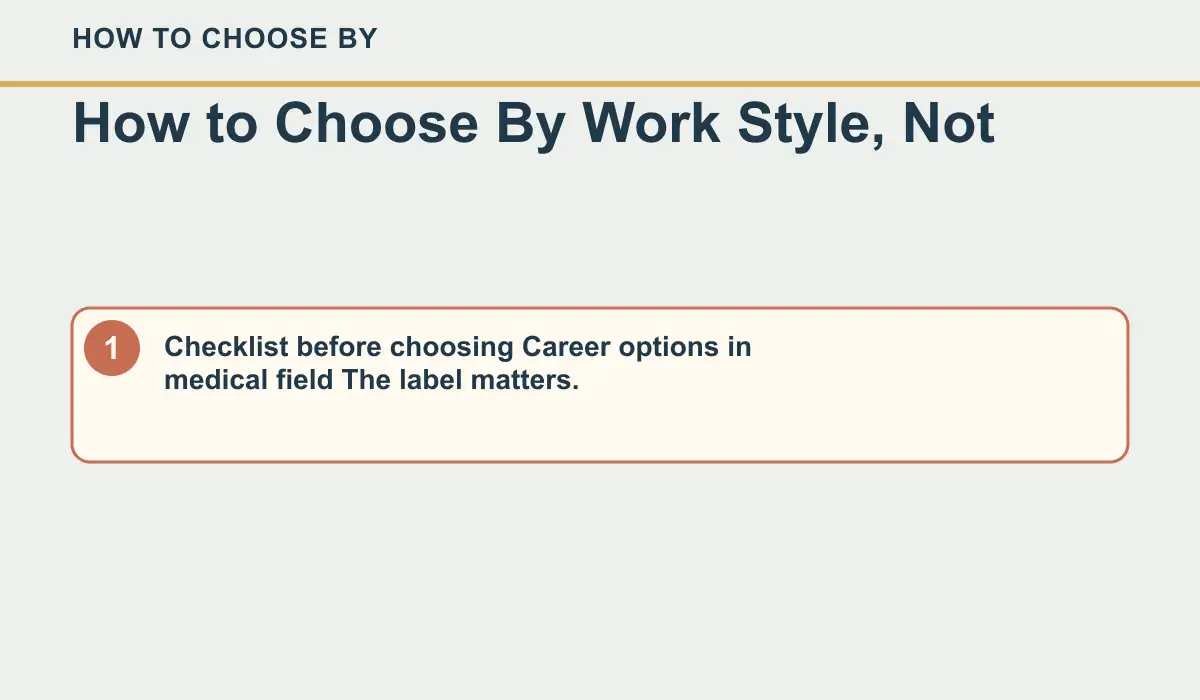 HOW TO CHOOSE BY
How to Choose By Work Style, Not
1
Checklist before choosing Career options in
medical field The label matters.